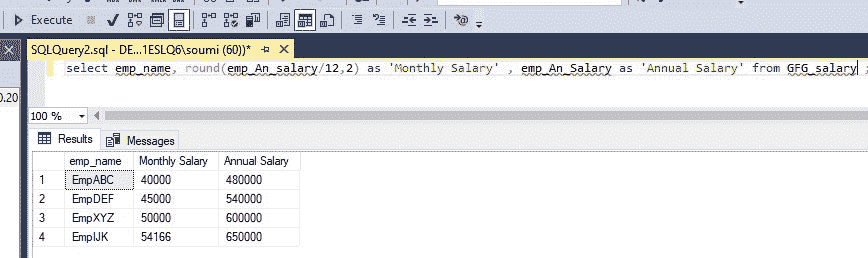 Execute
SQLQuery2.sql - DE...1ESLQ6\soumi (60))*
select emp_name, round(emp_An_salary/12,2) as 'Monthly Salary' , emp_An_Salary as 'Annual Salary' from GFG_salary ;
0.20
100 %
Results Messages
emp_name Monthly Salary Annual Salary
1 EmpABC 40000 480000
2 EmpDEF 45000 540000
3 EmpXYZ 50000 600000
4 EmpIJK 54166 650000